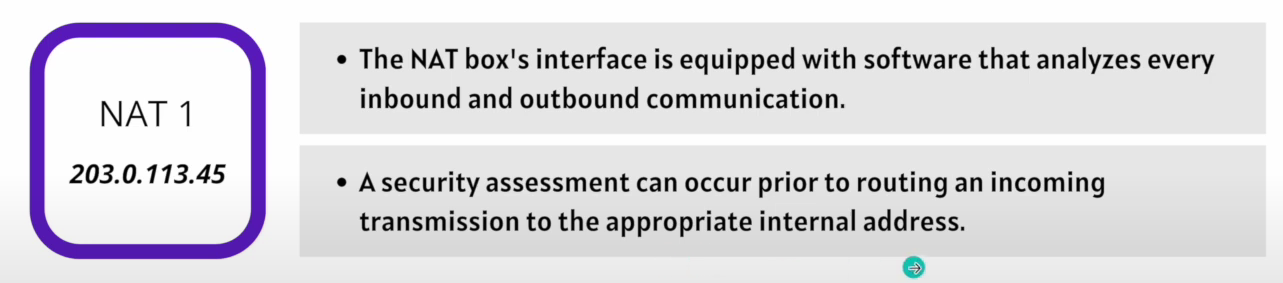 NAT 1
203.0.113.45
• The NAT box's interface is equipped with software that analyzes every
inbound and outbound communication.
• A security assessment can occur prior to routing an incoming
transmission to the appropriate internal address.